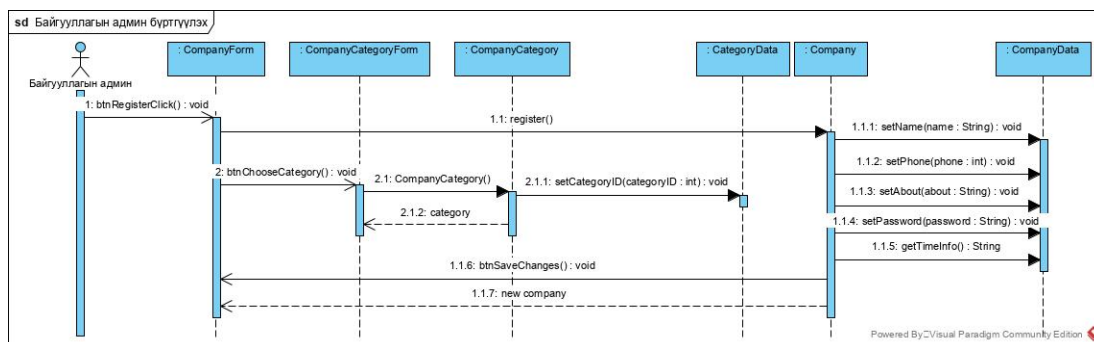 sd Байгууллагын админ бүртгүүлэх
: CompanyForm
: CompanyCategoryForm
: CompanyCategory
: CategoryData
: Company
: CompanyData
Байгууллагын админ
1: btnRegisterClick() : void
1.1: register()
1.1.1: setName(name : String) : void
1.1.2: setPhone(phone : int) : void
2: btnChooseCategory() : void
2.1: CompanyCategory()
2.1.1: setCategoryID(categoryID : int) : void
1.1.3: setAbout(about : String) : void
2.1.2: category
1.1.4: setPassword(password : String) : void
1.1.5: getTimeInfo() : String
1.1.6: btnSaveChanges() : void
1.1.7: new company
Powered By Visual Paradigm Community Edition